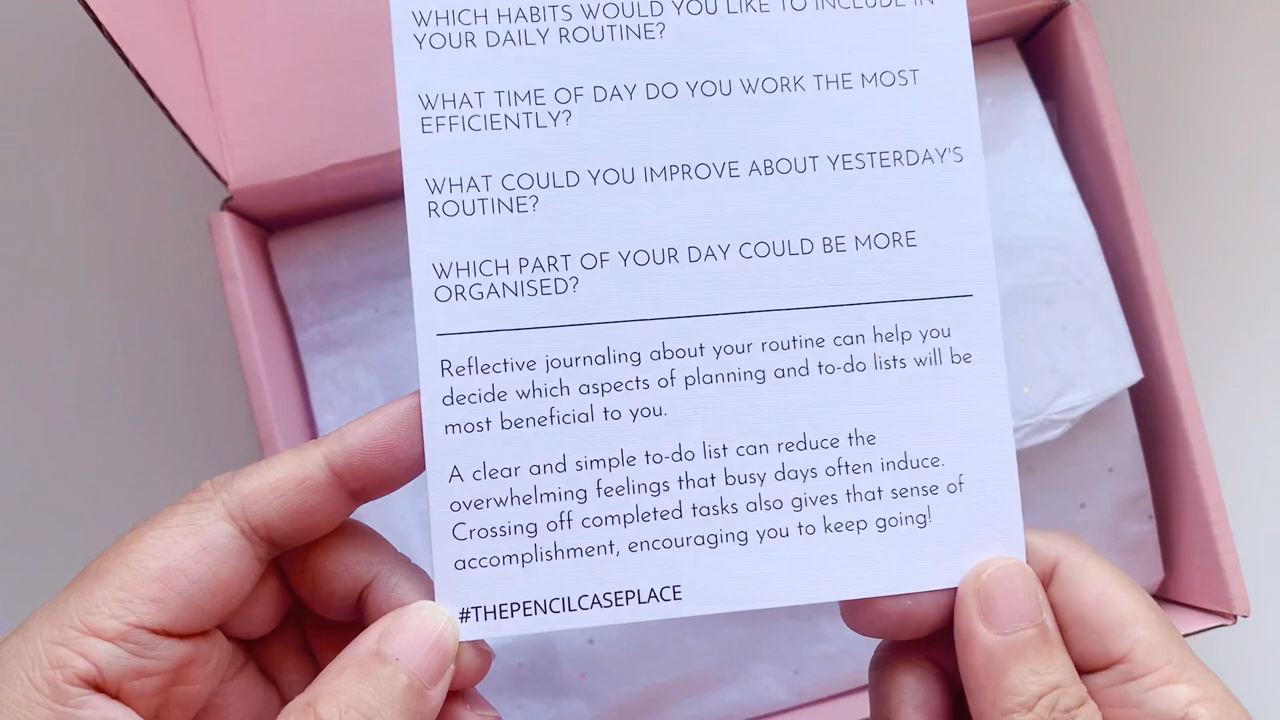 WHICH HABITS WOULD YOU LIKE TO INCLUDE IN
YOUR DAILY ROUTINE?
WHAT TIME OF DAY DO YOU WORK THE MOST
EFFICIENTLY?
WHAT COULD YOU IMPROVE ABOUT YESTERDAY'S
ROUTINE?
WHICH PART OF YOUR DAY COULD BE MORE
ORGANISED?
Reflective journaling about your routine can help you
decide which aspects of planning and to-do lists will be
most beneficial to you.
A clear and simple to-do list can reduce the
overwhelming feelings that busy days often induce.
Crossing off completed tasks also gives that sense of
accomplishment, encouraging you to keep going!
#THEPENCILCASEPLACE